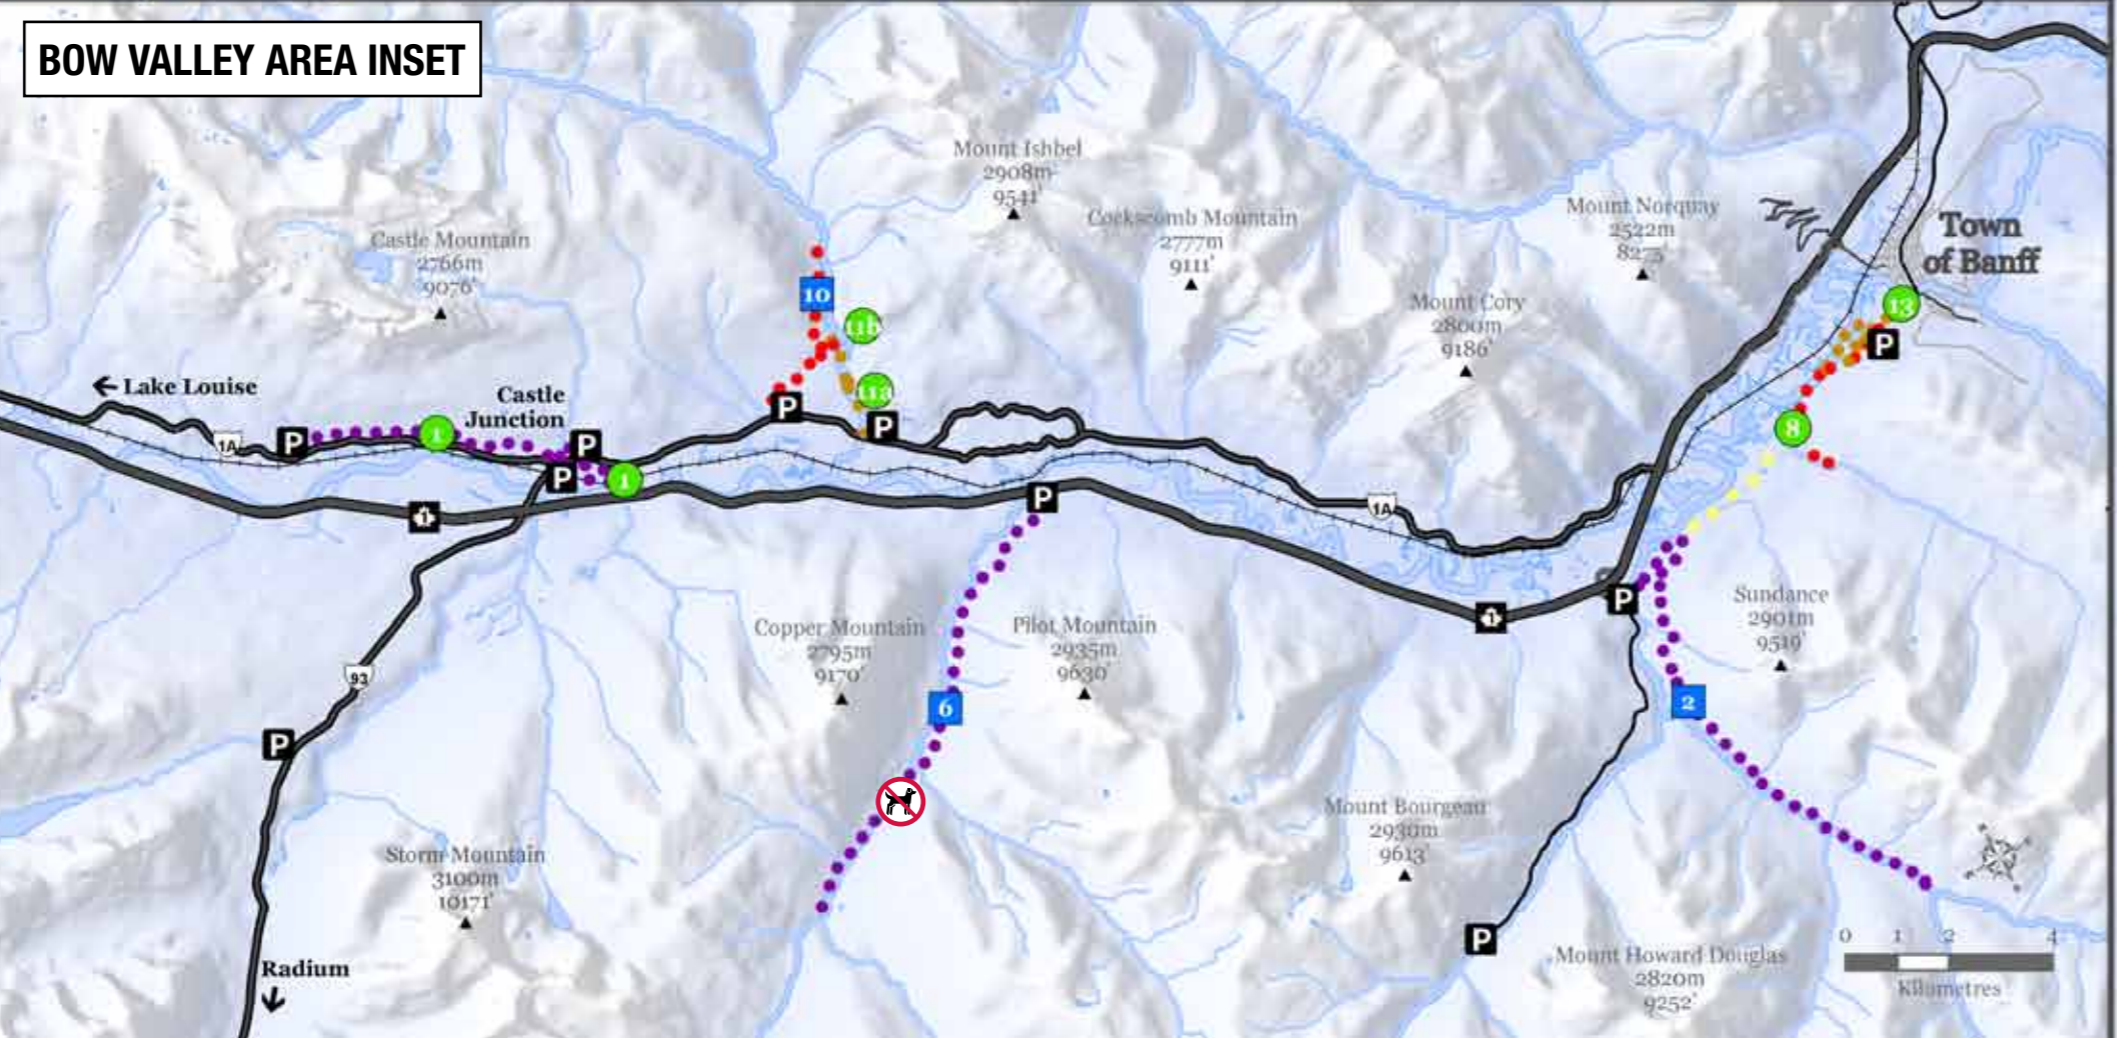 BOW VALLEY AREA INSET
Mount Ishbel
2908m
9541'
Cockscomb Mountain
2777m
9111'
Mount Norquay
2522m
8275'
Town
of Banff
Castle Mountain
2766m
9076'
10
11b
13
P
Mount Cory
2800m
9186'
Lake Louise
Castle
Junction
11a
P
P
1A
P
1
P
P
1
8
1
P
1A
Copper Mountain
2795m
9170'
Pilot Mountain
2935m
9630'
P
1
Sundance
2901m
9519'
93
6
2
P
Storm Mountain
3100m
10171'
Mount Bourgeau
2930m
9613'
P
Mount Howard Douglas
2820m
9252'
0 1 2 4
Kilometres
Radium